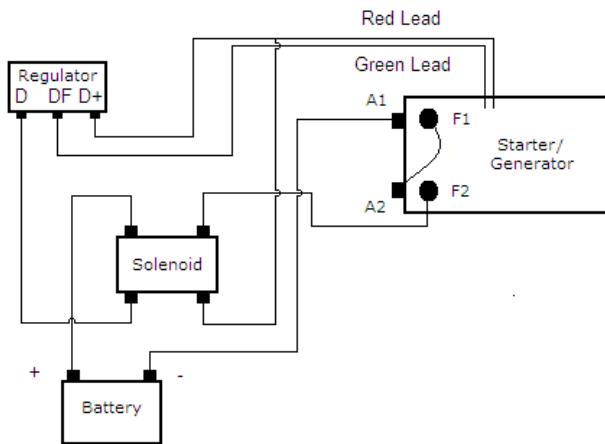 Red Lead
Regulator
D DF D+
Green Lead
A1
F1
Starter/
Generator
A2
F2
Solenoid
+ -
Battery